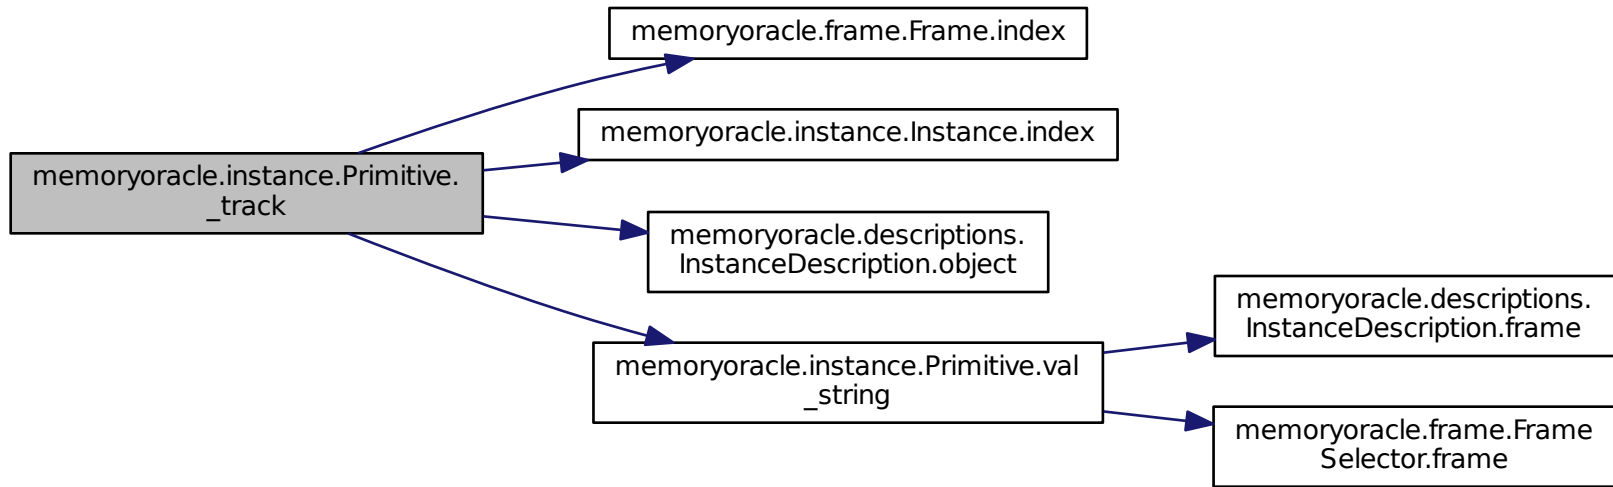 memoryoracle.frame.Frame.index
memoryoracle.instance.Instance.index
memoryoracle.instance.Primitive.
_track
memoryoracle.descriptions.
InstanceDescription.object
memoryoracle.descriptions.
InstanceDescription.frame
memoryoracle.instance.Primitive.val
_string
memoryoracle.frame.Frame
Selector.frame